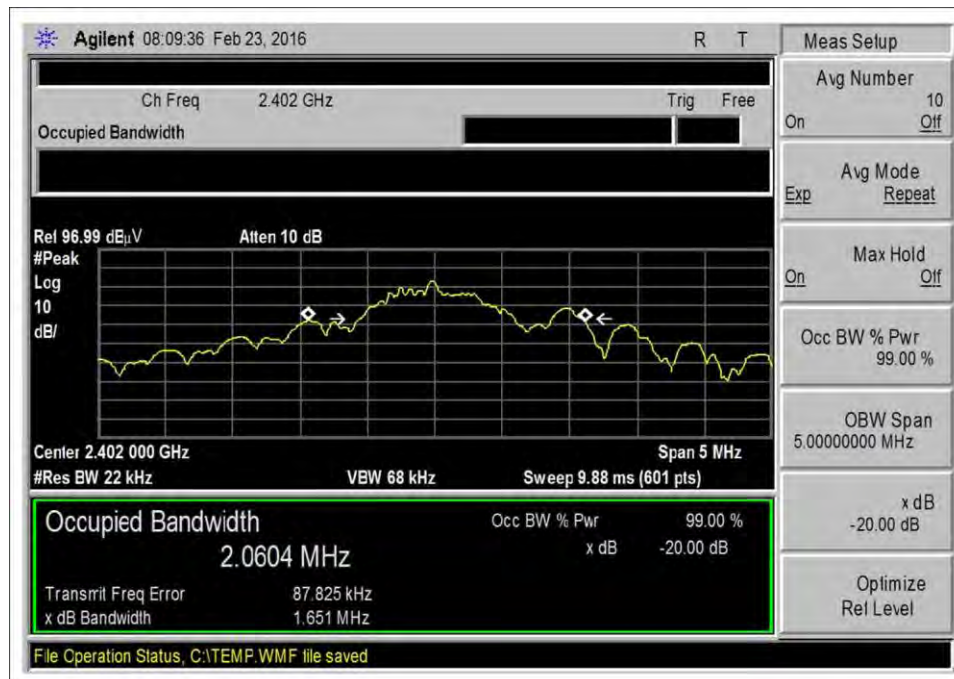 Agilent 08:09:36 Feb 23, 2016 R T
Ch Freq 2.402 GHz Trig Free
Occupied Bandwidth
Ref 96.99 dBµV Atten 10 dB
#Peak
Log
10
dB/
Center 2.402 000 GHz Span 5 MHz
#Res BW 22 kHz VBW 68 kHz Sweep 9.88 ms (601 pts)
Occupied Bandwidth Occ BW % Pwr 99.00 %
2.0604 MHz x dB -20.00 dB
Transmit Freq Error 87.825 kHz
x dB Bandwidth 1.651 MHz
File Operation Status, C:\TEMP.WMF file saved
Meas Setup
Avg Number
10
On Off
Avg Mode
Exp Repeat
Max Hold
On Off
Occ BW % Pwr
99.00 %
OBW Span
5.00000000 MHz
x dB
-20.00 dB
Optimize
Ref Level